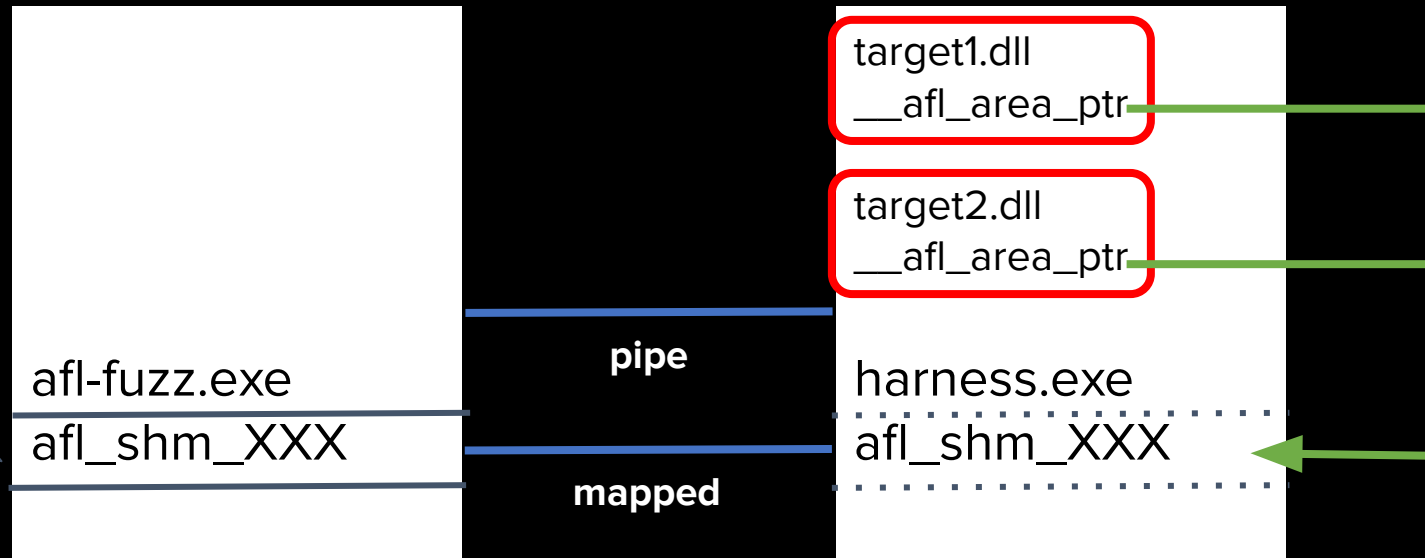 target1.dll
__afl_area_ptr
target2.dll
__afl_area_ptr
pipe
afl-fuzz.exe
harness.exe
afl_shm_XXX
afl_shm_XXX
mapped